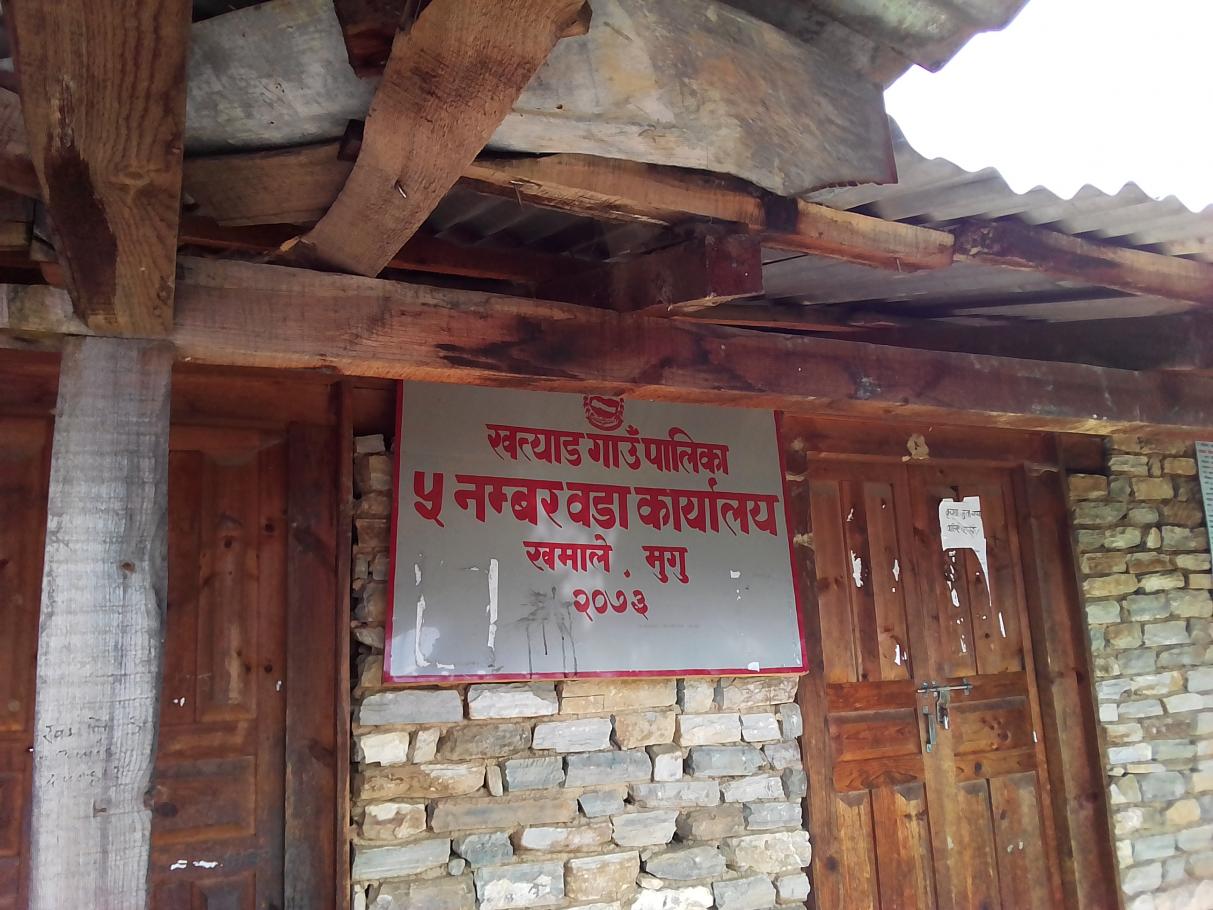 खत्याड गाउँपालिका
५ नम्बर वडा कार्यालय
खमाले . मुगु
२०७३